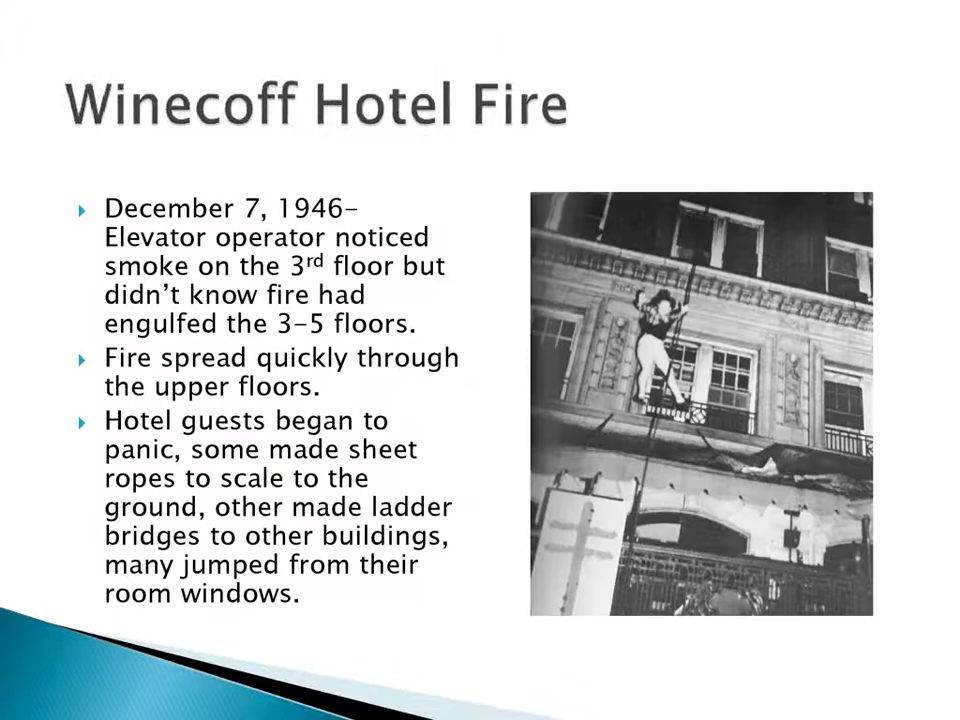 Winecoff Hotel Fire
December 7, 1946-
Elevator operator noticed
smoke on the 3rd floor but
didn't know fire had
engulfed the 3-5 floors.
Fire spread quickly through
the upper floors.
Hotel guests began to
panic, some made sheet
ropes to scale to the
ground, other made ladder
bridges to other buildings,
many jumped from their
room windows.